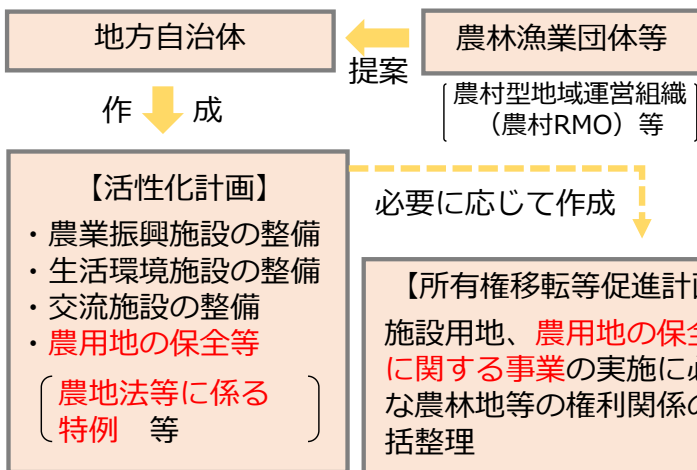 地方自治体
農林漁業団体等
提案
農村型地域運営組織
（農村RMO）等
作 成
【活性化計画】
・農業振興施設の整備
・生活環境施設の整備
・交流施設の整備
・農用地の保全等
農地法等に係る
特例 等
必要に応じて作成
【所有権移転等促進計
施設用地、農用地の保
に関する事業の実施に
な農林地等の権利関係
括整理